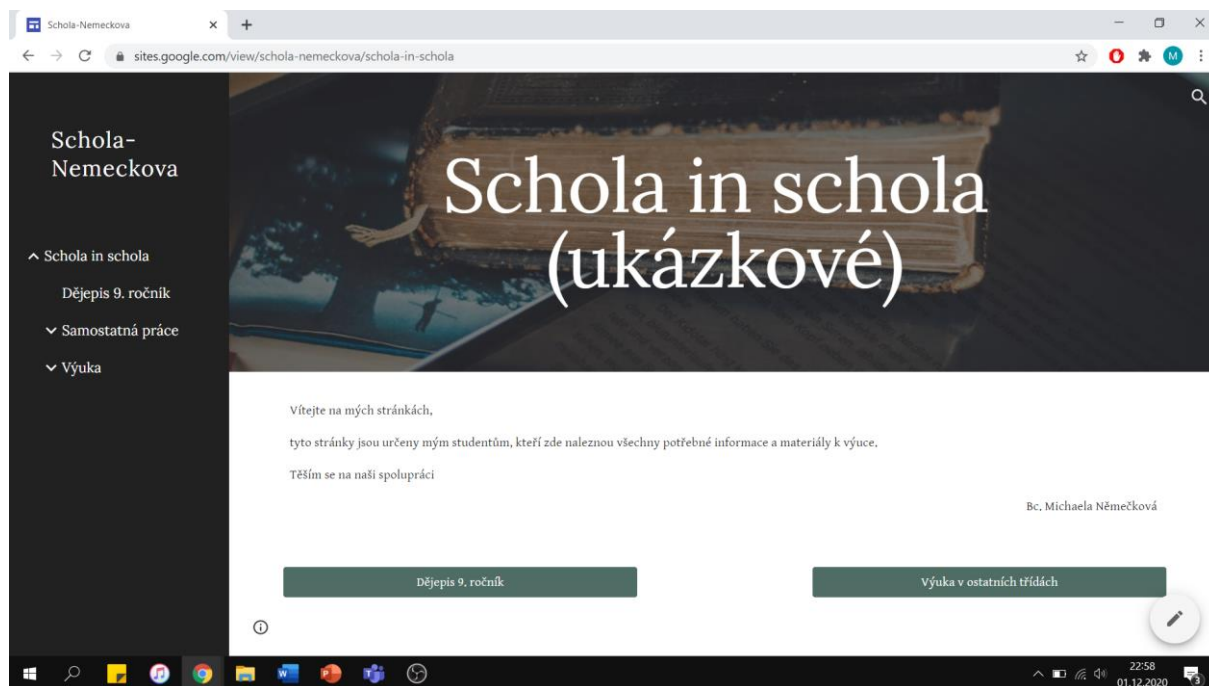 Schola-Nemeckova
sites.google.com/view/schola-nemeckova/schola-in-schola
M
Schola-
Nemeckova
Schola in schola
Dějepis 9. ročník
Samostatná práce
Výuka
Schola in schola
(ukázkové)
Vítejte na mých stránkách,
tyto stránky jsou určeny mým studentům, kteří zde naleznou všechny potřebné informace a materiály k výuce.
Těším se na naši spolupráci
Bc. Michaela Němečková
Dějepis 9. ročník
Výuka v ostatních třídách
22:58
01.12.2020
3